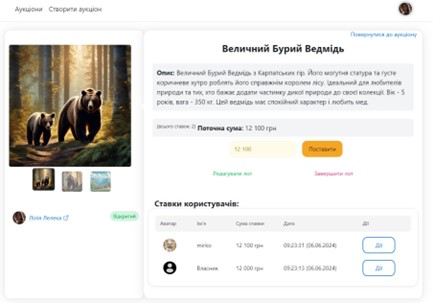 Аукціони Створити аукціон
Повернутися до аукціону
Величний Бурий Ведмідь
Опис: Величний Бурий Ведмідь з Карпатських гір. Його могутня статура та густе
коричневе хутро роблять його справжнім королем лісу. Ідеальний для любителів
природи та тих, хто бажає додати частинку дикої природи до своєї колекції. Вік - 5
років, вага - 350 кг. Цей ведмідь має спокійний характер і любить мед.
(всього ставок: 2) Поточна сума: 12 100 грн
12 100 Поставити
Редагувати лот Завершити лот
Ставки користувачів:
Лілія Лелека Відкритий
Аватар Ім'я Сума ставки Дата Дії
mirko 12 100 грн 09:23:31 (06.06.2024) Дії
Власник 12 000 грн 09:23:13 (06.06.2024) Дії